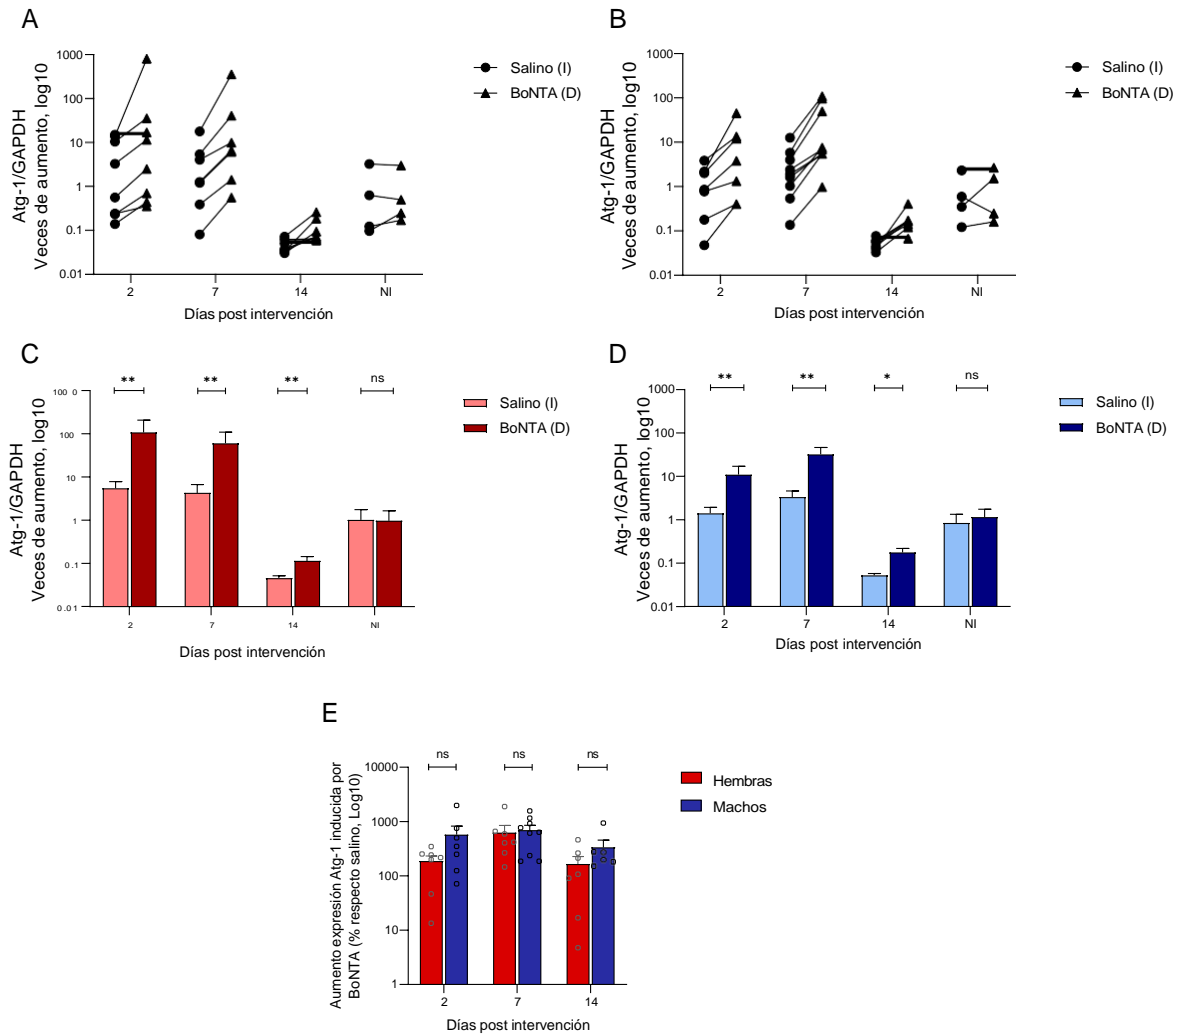 A
Atg-1/GAPDH
Veces de aumento, log10
1000
100
10
1
0.1
0.01
2
7
14
NI
Días post intervención
Salino (I)
BoNTA (D)
B
Atg-1/GAPDH
Veces de aumento, log10
1000
100
10
1
0.1
0.01
2
7
14
NI
Días post intervención
Salino (I)
BoNTA (D)
C
Atg-1/GAPDH
Veces de aumento, log10
100 0
100
10
1
0.1
0.01
**
**
**
ns
2
7
14
NI
Días post intervención
Salino (I)
BoNTA (D)
D
Atg-1/GAPDH
Veces de aumento, log10
1000
100
10
1
0.1
0.01
**
**
*
ns
2
7
14
NI
Días post intervención
Salino (I)
BoNTA (D)
E
Aumento expresión Atg-1 inducida por
BoNTA (% respecto salino, Log10)
10000
1000
100
10
1
ns
ns
ns
2
7
14
Días post intervención
Hembras
Machos